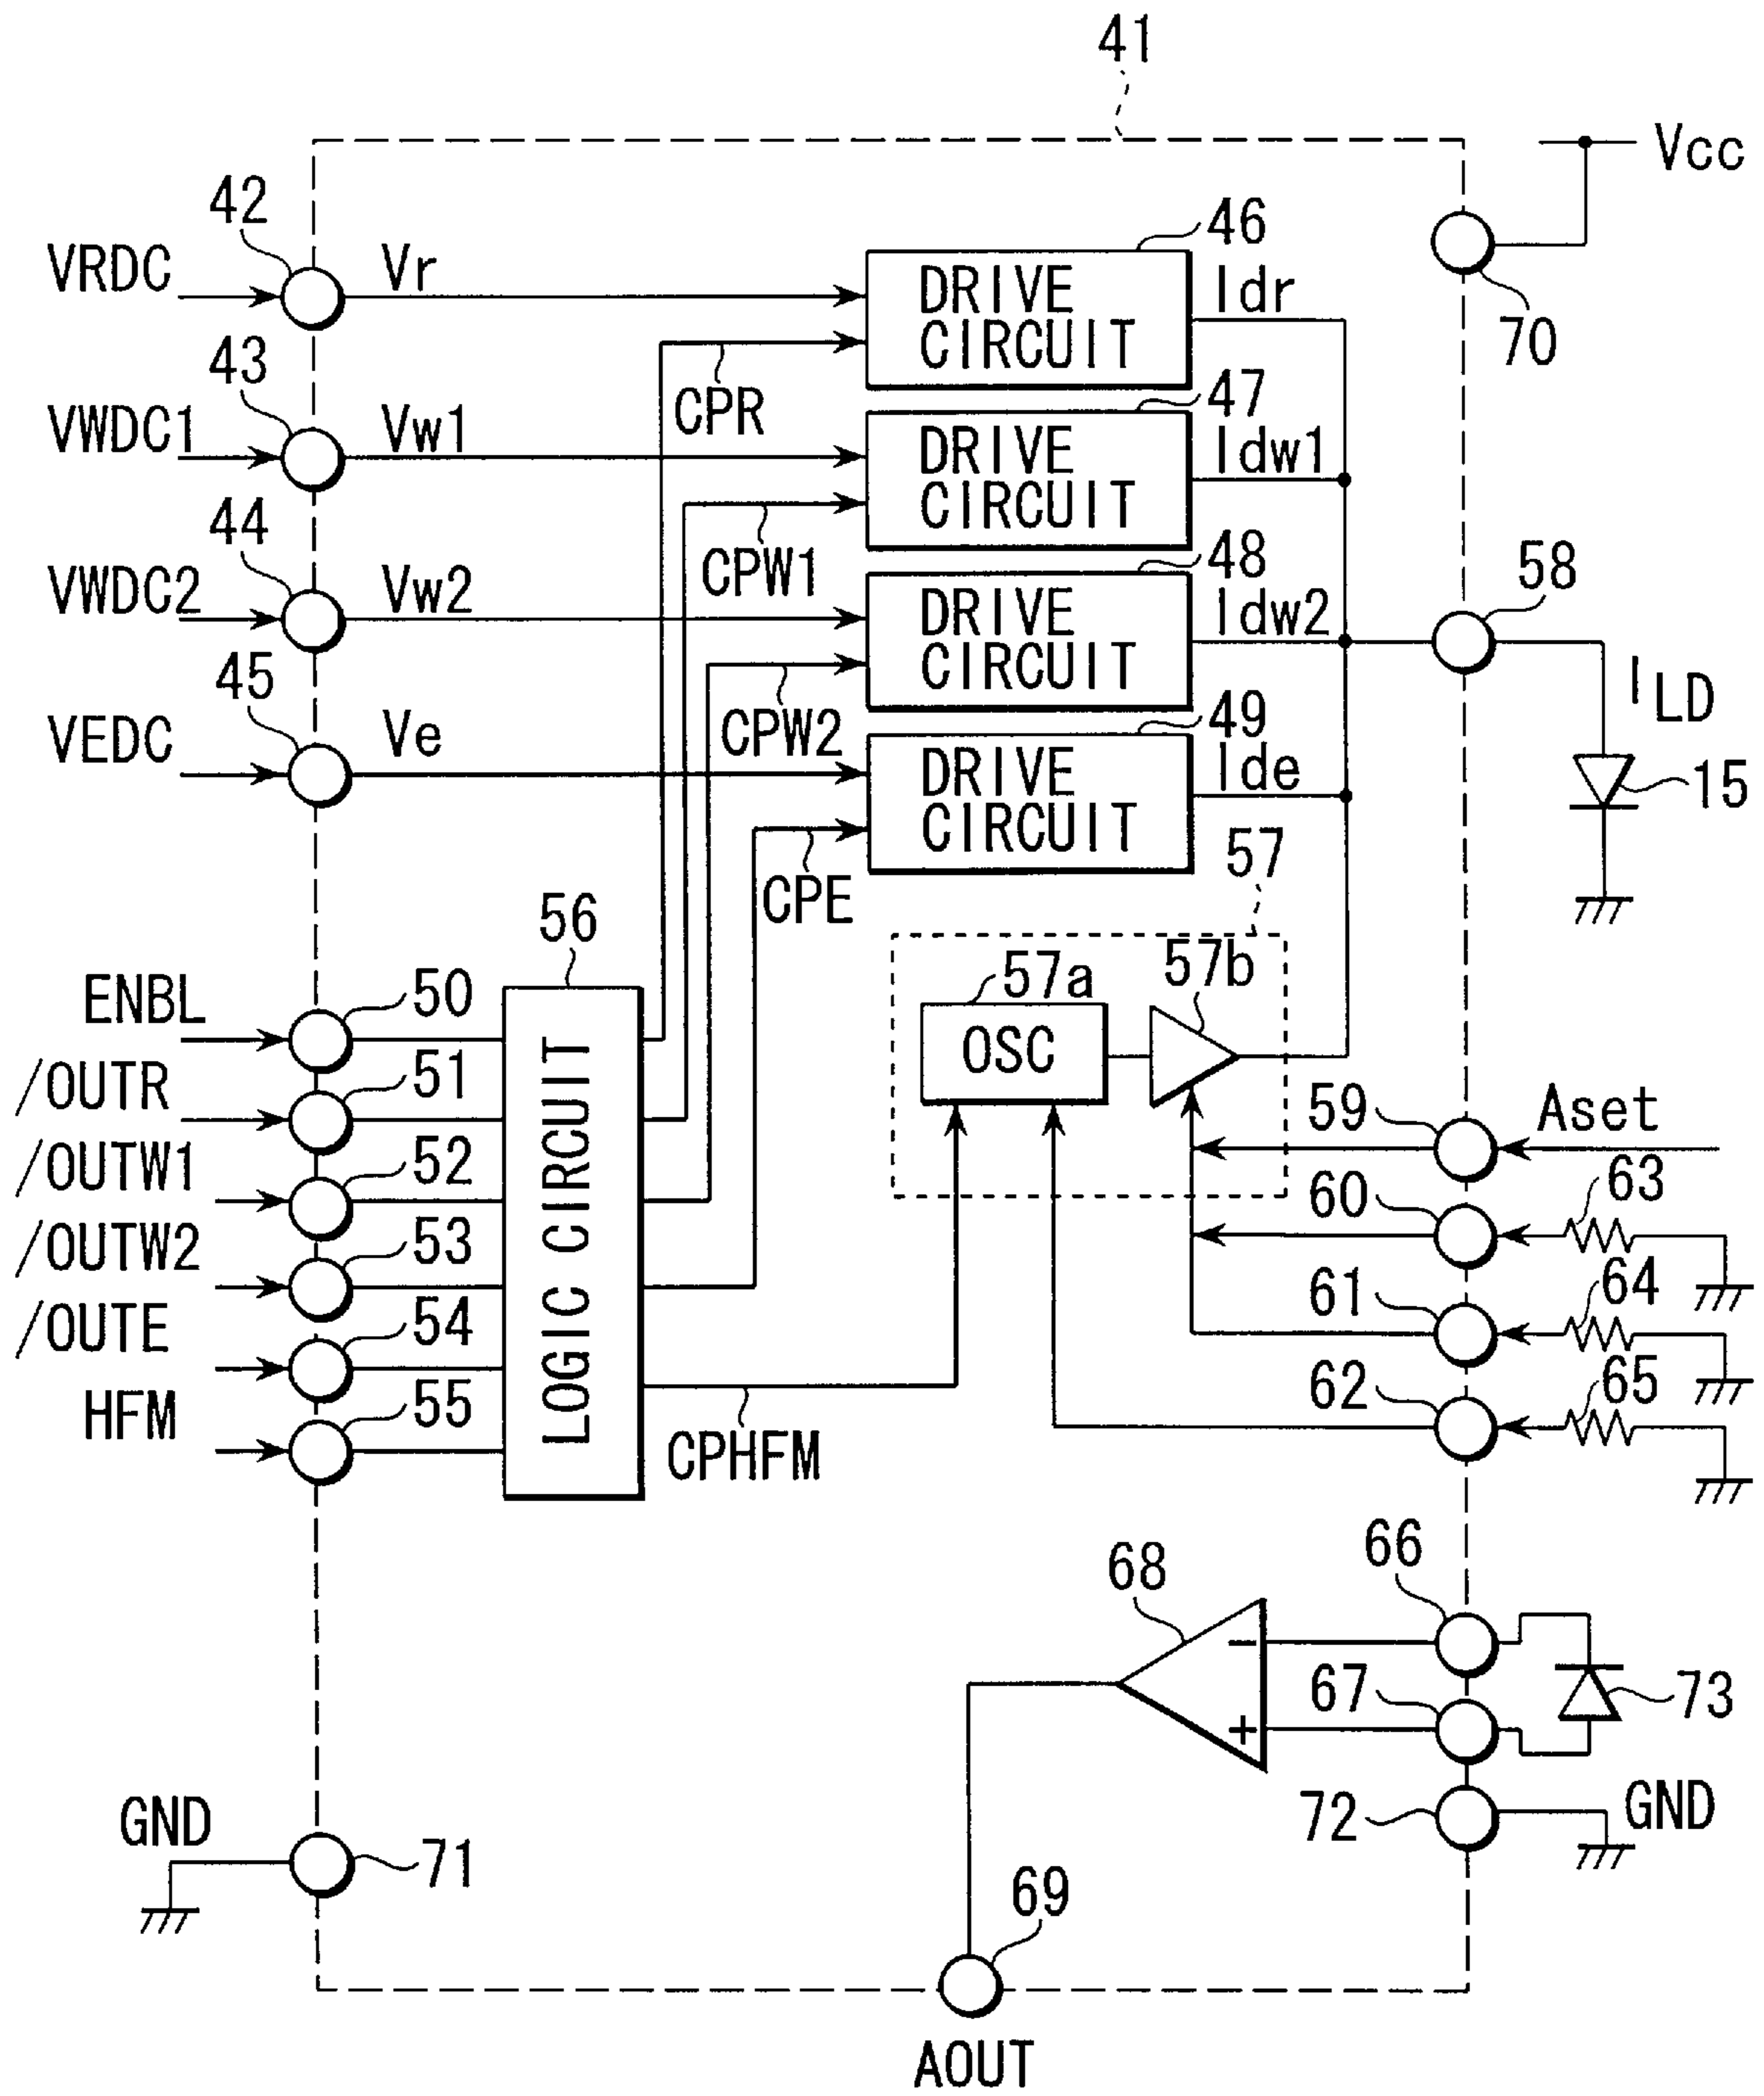 41
Vcc
42
46
VRDC
Vr
DRIVE
CIRCUIT
Idr
70
43
CPR
47
VWDC1
Vw1
DRIVE
CIRCUIT
Idw1
44
CPW1
48
58
VWDC2
Vw2
DRIVE
CIRCUIT
Idw2
45
CPW2
49
ILD
VEDC
Ve
DRIVE
CIRCUIT
Ide
15
CPE
57
56
57a
57b
ENBL
50
OSC
/OUTR
51
59
Aset
/OUTW1
52
60
63
/OUTW2
53
LOGIC CIRCUIT
61
64
/OUTE
54
62
65
HFM
55
CPHFM
66
68
−
67
73
+
GND
71
72
GND
69
AOUT